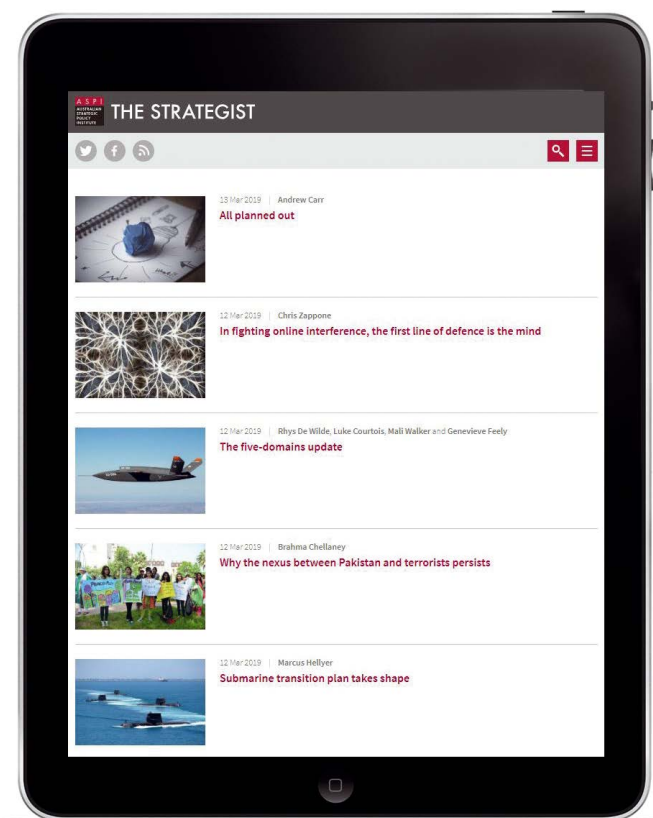 ASPI
AUSTRALIAN
STRATEGIC
POLICY
INSTITUTE
THE STRATEGIST
13 Mar 2019 | Andrew Carr
All planned out
12 Mar 2019 | Chris Zappone
In fighting online interference, the first line of defence is the mind
12 Mar 2019 | Rhys De Wilde, Luke Courtois, Mali Walker and Genevieve Feely
The five-domains update
12 Mar 2019 | Brahma Chellaney
Why the nexus between Pakistan and terrorists persists
12 Mar 2019 | Marcus Hellyer
Submarine transition plan takes shape